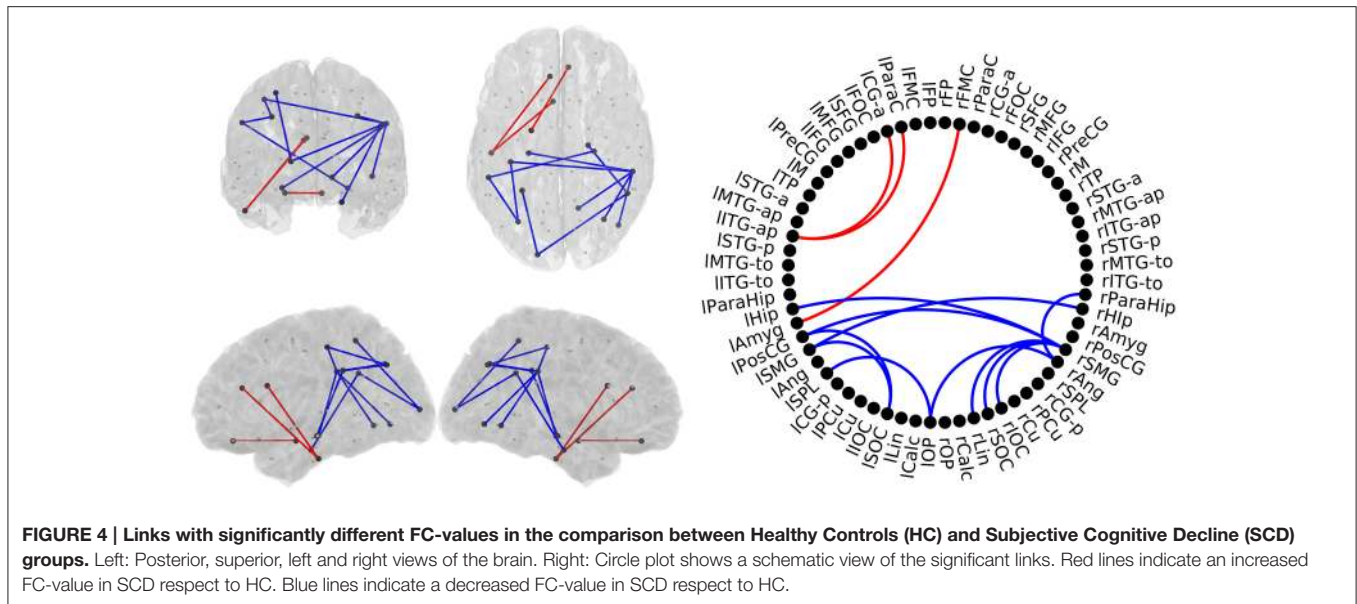 lFP
rFP
rFMC
rParaC
rCG-a
rFOC
rSFG
rMFG
rIFG
rPreCG
rM
rTP
rSTG-a
rMTG-ap
rITG-ap
rSTG-p
rMTG-to
rITG-to
rParaHip
rHIp
rAmyg
rPosCG
rSMG
rAng
rSPL
rCG-p
rPCu
rCu
rIOC
rSOC
rLin
rCalc
rOP
lOP
lCalc
lLin
lSOC
lIOC
lCu
lPCu
lCG-p
lSPL
lAng
lSMG
lPosCG
lAmyg
lHip
lParaHip
lITG-to
lMTG-to
lSTG-p
lITG-ap
lMTG-ap
lSTG-a
lTP
lM
lPreCG
lIFG
lMFG
lSFG
lFOC
lCG-a
lParaC
lFMC
FIGURE 4 | Links with significantly different FC-values in the comparison between Healthy Controls (HC) and Subjective Cognitive Decline (SCD)
groups. Left: Posterior, superior, left and right views of the brain. Right: Circle plot shows a schematic view of the significant links. Red lines indicate an increased
FC-value in SCD respect to HC. Blue lines indicate a decreased FC-value in SCD respect to HC.